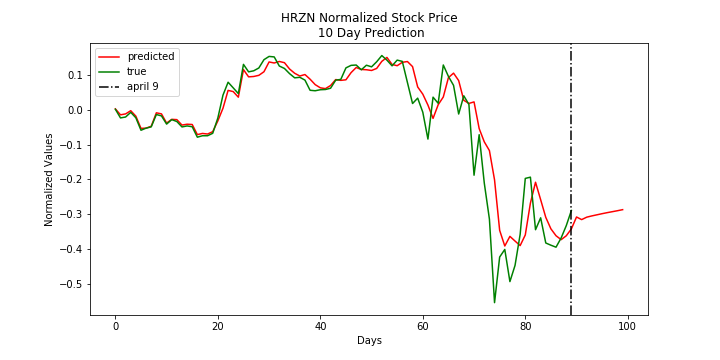 HRZN Normalized Stock Price
10 Day Prediction
predicted
true
april 9
Normalized Values
0.1
0.0
−0.1
−0.2
−0.3
−0.4
−0.5
0
20
40
60
80
100
Days